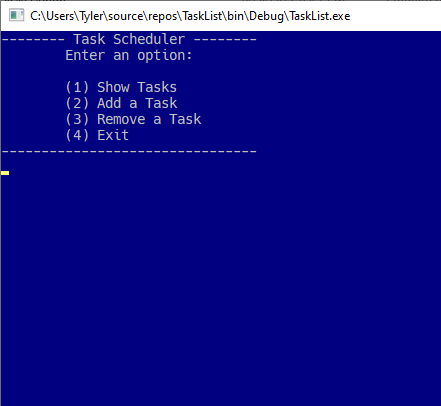 C:\Users\Tyler\source\repos\TaskList\bin\Debug\TaskList.exe
-------- Task Scheduler --------
Enter an option:
(1) Show Tasks
(2) Add a Task
(3) Remove a Task
(4) Exit
--------------------------------